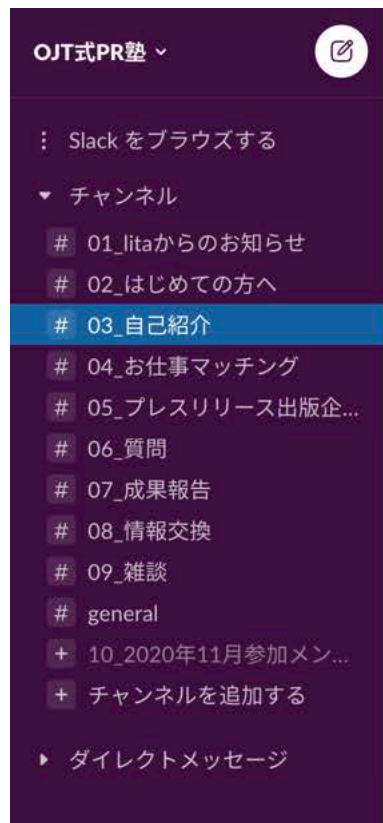 OJT式PR塾
Slack をブラウズする
チャンネル
# 01_litaからのお知らせ
# 02_はじめての方へ
# 03_自己紹介
# 04_お仕事マッチング
# 05_プレスリリース出版企...
# 06_質問
# 07_成果報告
# 08_情報交換
# 09_雑談
# general
+ 10_2020年11月参加メン...
+ チャンネルを追加する
ダイレクトメッセージ